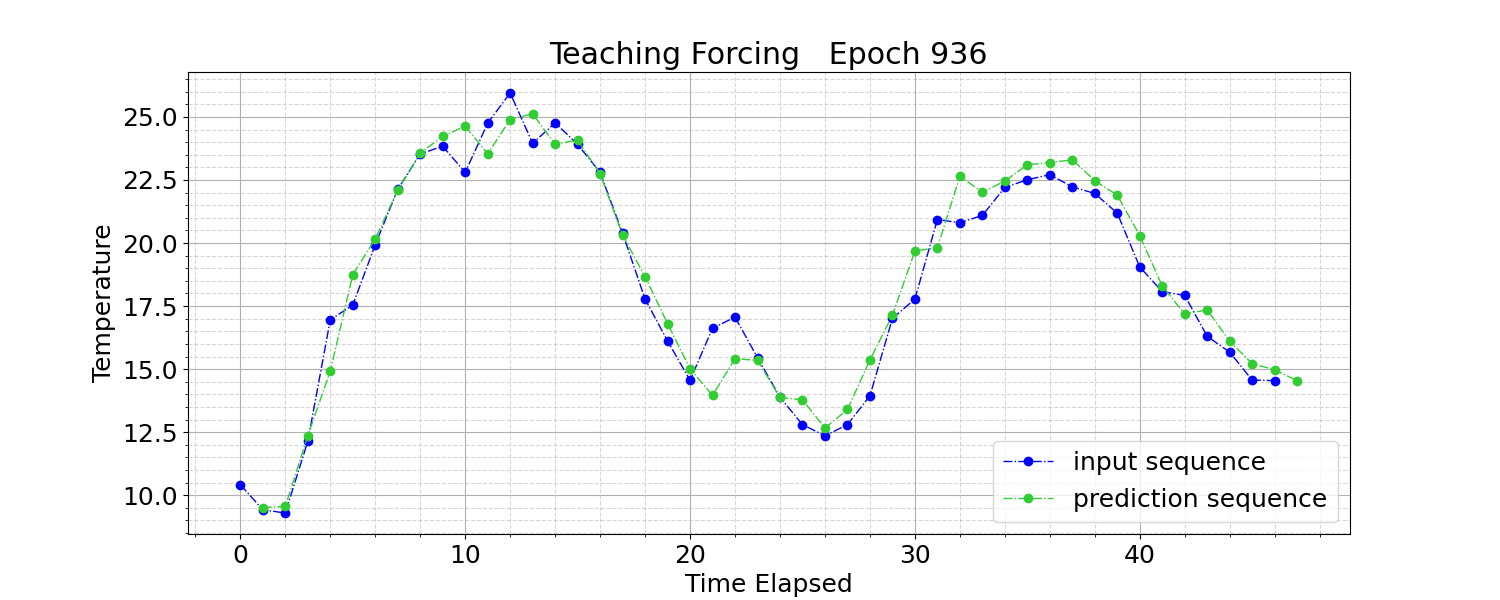 Teaching Forcing   Epoch 936
Temperature
25.0
22.5
20.0
17.5
15.0
12.5
10.0
input sequence
prediction sequence
0 10 20 30 40
Time Elapsed